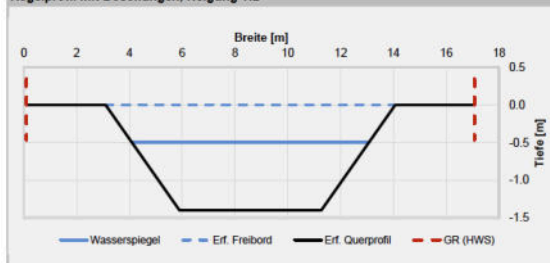 Breite [m]
0 2 4 6 8 10 12 14 16 18
0.5
0.0
-0.5
-1.0
-1.5
Tiefe [m]
Wasserspiegel Erf. Freibord Erf. Querprofil GR (HWS)